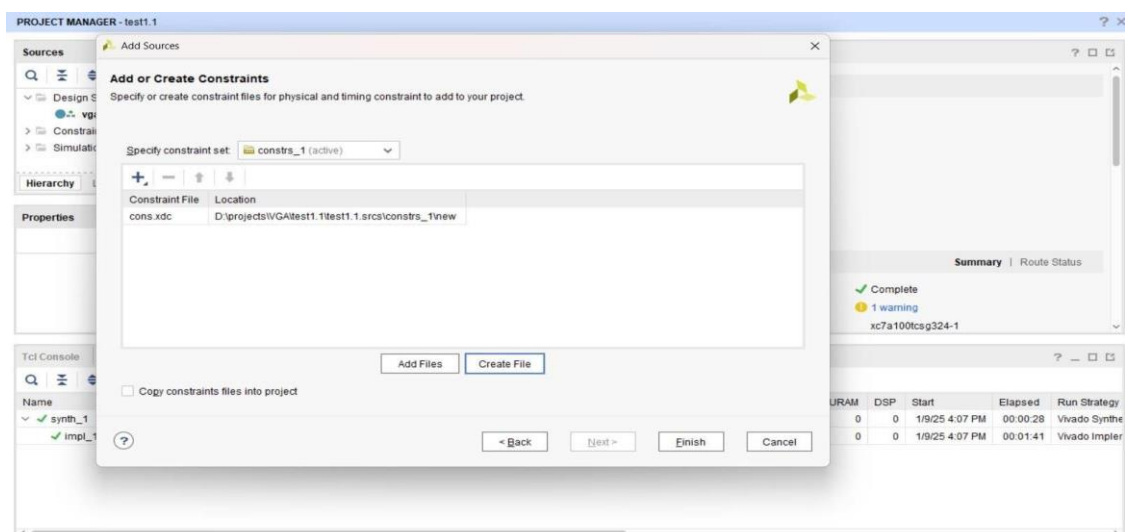 PROJECT MANAGER - test1.1
Add Sources
Sources
Add or Create Constraints
Specify or create constraint files for physical and timing constraint to add to your project.
Design S
vga
Constrai
Simulatio
Specify constraint set: constrs_1 (active)
Hierarchy
Constraint File Location
cons.xdc D:\projects\VGA\test1.1\test1.1.srcs\constrs_1\new
Properties
Summary | Route Status
Complete
1 warning
xc7a100tcsg324-1
Tcl Console
Add Files Create File
Copy constraints files into project
Name URAM DSP Start Elapsed Run Strategy
synth_1 0 0 1/9/25 4:07 PM 00:00:28 Vivado Synthe
impl_1 0 0 1/9/25 4:07 PM 00:01:41 Vivado Impler
? < Back Next > Finish Cancel